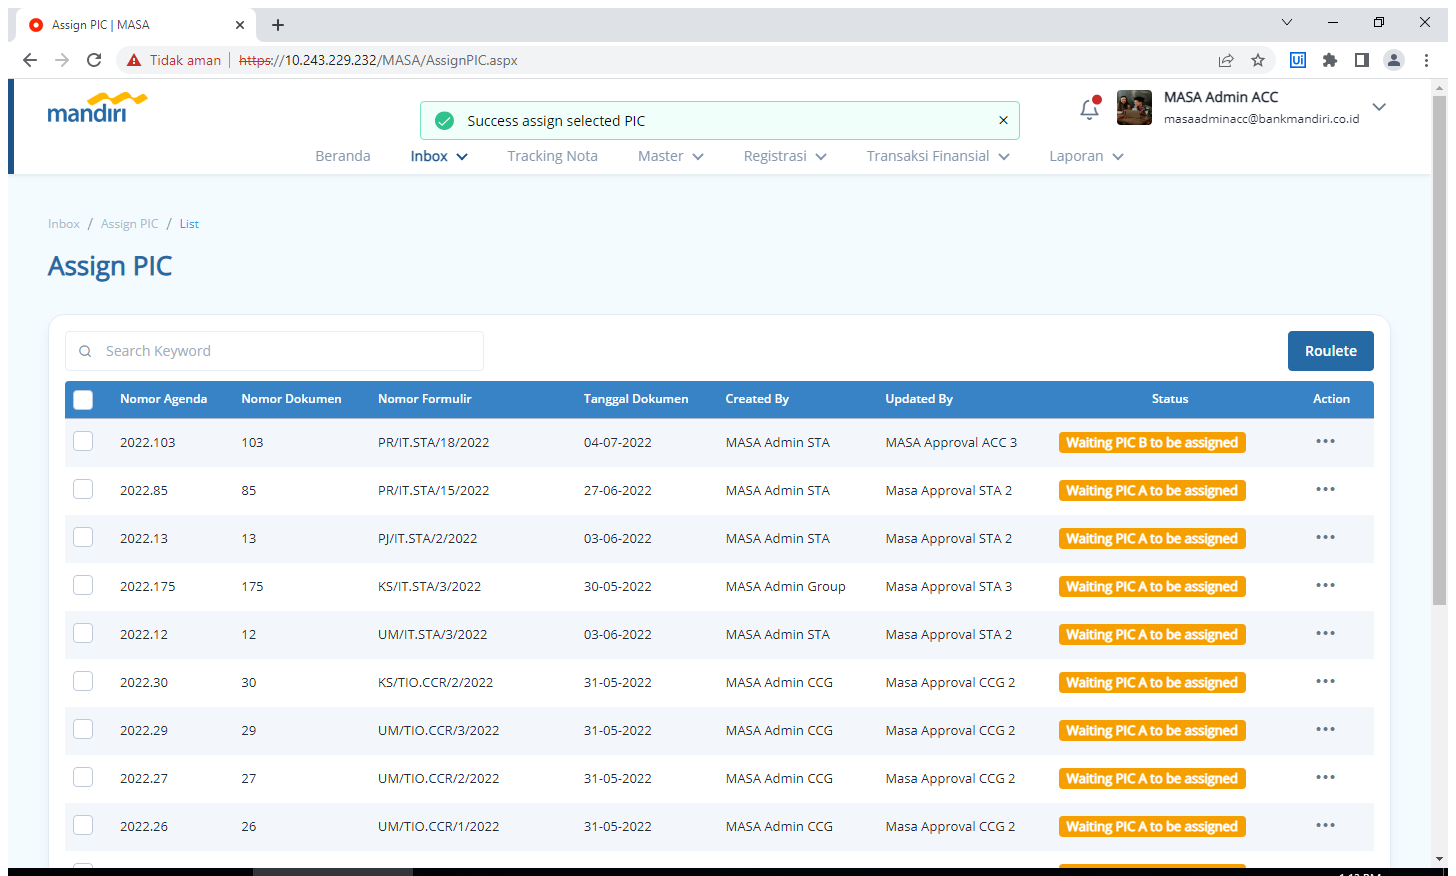 Assign PIC | MASA
Tidak aman
https://10.243.229.232/MASA/AssignPIC.aspx
Ui
mandiri
Success assign selected PIC
MASA Admin ACC
masaadminacc@bankmandiri.co.id
Beranda Inbox Tracking Nota Master Registrasi Transaksi Finansial Laporan
Inbox / Assign PIC / List
Assign PIC
Search Keyword
Roulete
Nomor Agenda Nomor Dokumen Nomor Formulir Tanggal Dokumen Created By Updated By Status Action
2022.103 103 PR/IT.STA/18/2022 04-07-2022 MASA Admin STA MASA Approval ACC 3 Waiting PIC B to be assigned
2022.85 85 PR/IT.STA/15/2022 27-06-2022 MASA Admin STA Masa Approval STA 2 Waiting PIC A to be assigned
2022.13 13 PJ/IT.STA/2/2022 03-06-2022 MASA Admin STA Masa Approval STA 2 Waiting PIC A to be assigned
2022.175 175 KS/IT.STA/3/2022 30-05-2022 MASA Admin Group Masa Approval STA 3 Waiting PIC A to be assigned
2022.12 12 UM/IT.STA/3/2022 03-06-2022 MASA Admin STA Masa Approval STA 2 Waiting PIC A to be assigned
2022.30 30 KS/TIO.CCR/2/2022 31-05-2022 MASA Admin CCG Masa Approval CCG 2 Waiting PIC A to be assigned
2022.29 29 UM/TIO.CCR/3/2022 31-05-2022 MASA Admin CCG Masa Approval CCG 2 Waiting PIC A to be assigned
2022.27 27 UM/TIO.CCR/2/2022 31-05-2022 MASA Admin CCG Masa Approval CCG 2 Waiting PIC A to be assigned
2022.26 26 UM/TIO.CCR/1/2022 31-05-2022 MASA Admin CCG Masa Approval CCG 2 Waiting PIC A to be assigned